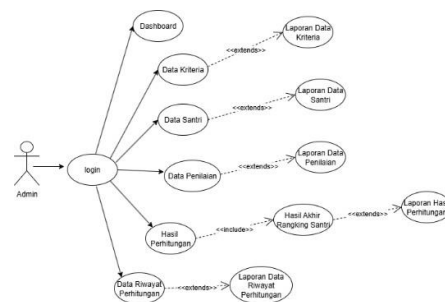 Dashboard
Laporan Data
Kriteria
<<extends>>
Data Kriteria
Laporan Data
Santri
<<extends>>
Data Santri
Laporan Data
Penilaian
<<extends>>
Data Penilaian
login
Admin
Hasil
Perhitungan
<<include>>
Hasil Akhir
Rangking Santri
<<extends>>
Laporan Hasil
Perhitungan
Data Riwayat
Perhitungan
<<extends>>
Laporan Data
Riwayat
Perhitungan